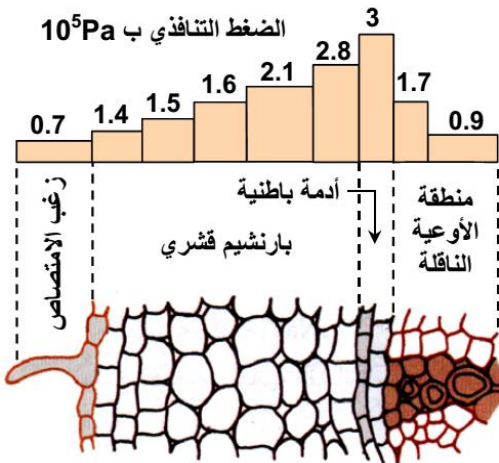 الضغط التنافذي ب 10⁵Pa
0.7
1.4
1.5
1.6
2.1
2.8
3
1.7
0.9
زغب الامتصاص
بارنشيم قشري
أدمة باطنية
منطقة
الأوعية
الناقلة